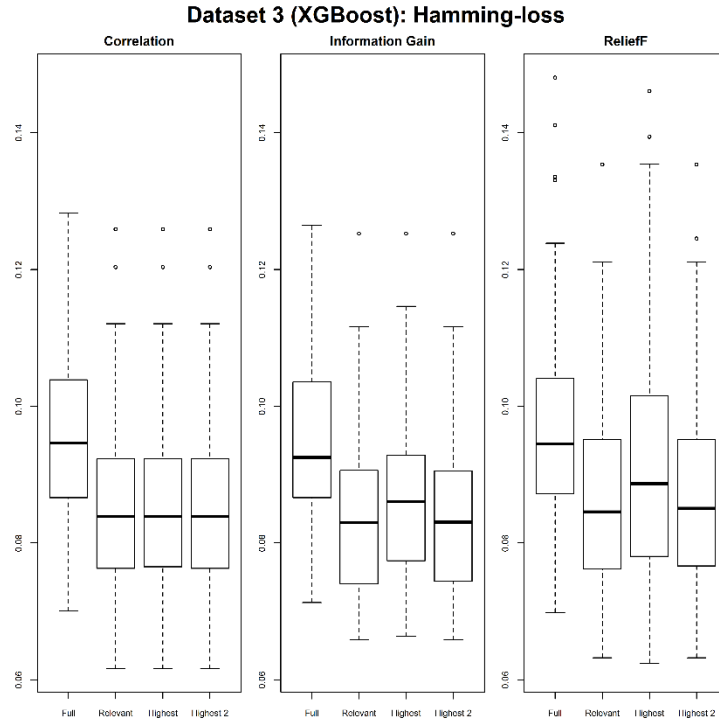 Dataset 3 (XGBoost): Hamming-loss
Correlation
Information Gain
ReliefF
0.14
0.12
0.10
0.08
0.06
0.14
0.12
0.10
0.08
0.06
0.14
0.12
0.10
0.08
0.06
Full Relevant Highest Highest 2
Full Relevant Highest Highest 2
Full Relevant Highest Highest 2